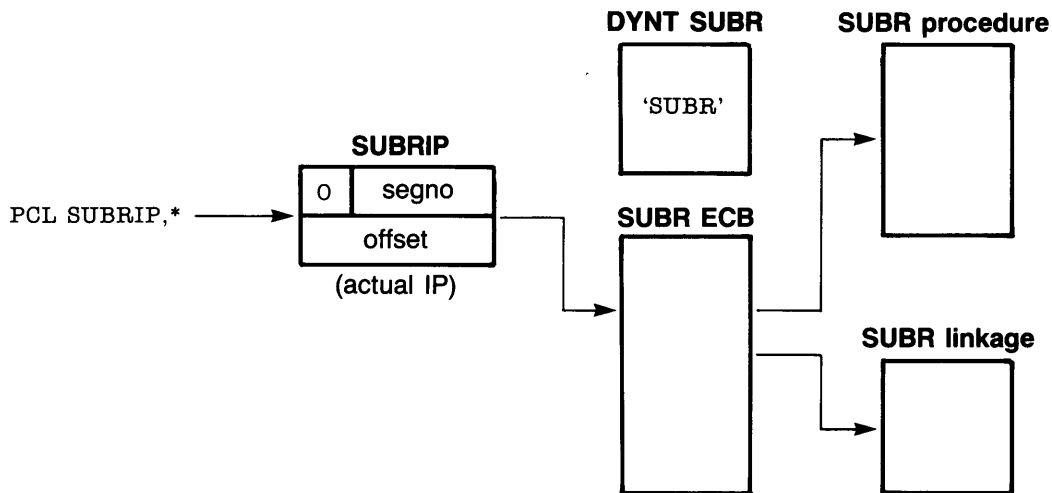 DYNT SUBR
SUBR procedure
‘SUBR’
SUBRIP
0 segno
PCL SUBRIP,*
offset
(actual IP)
SUBR ECB
SUBR linkage